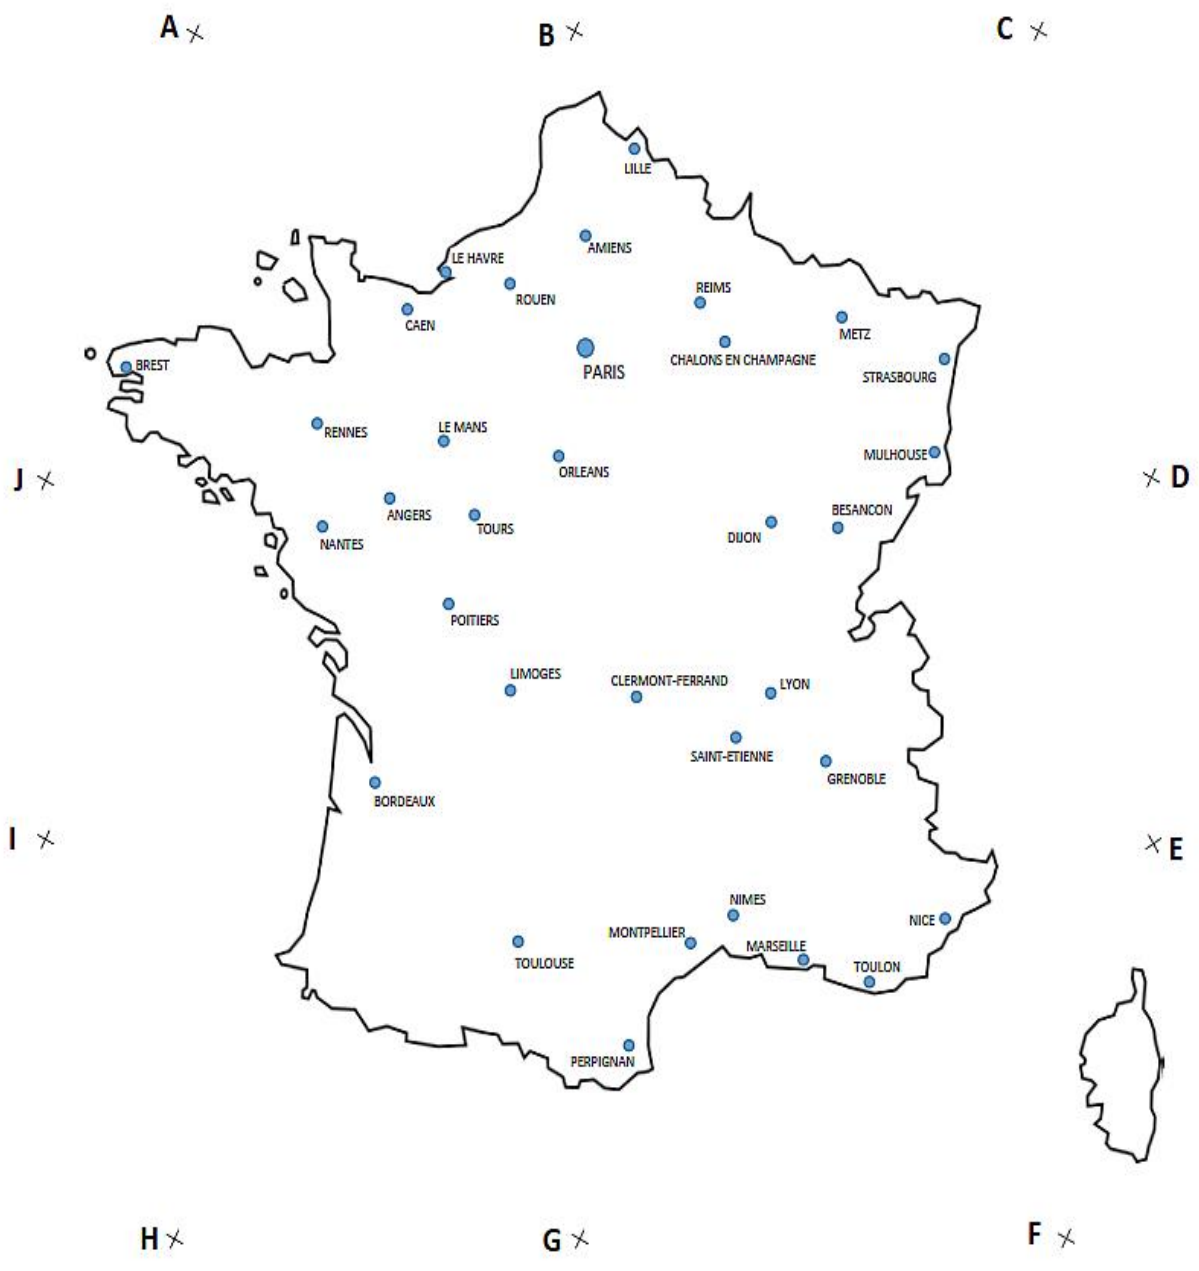 A
B
C
LILLE
AMIENS
LE HAVRE
ROUEN
REIMS
CAEN
METZ
CHALONS EN CHAMPAGNE
BREST
PARIS
STRASBOURG
RENNES
LE MANS
MULHOUSE
ORLEANS
J
D
ANGERS
BESANCON
TOURS
DIJON
NANTES
POITIERS
LIMOGES
CLERMONT-FERRAND
LYON
SAINT-ETIENNE
GRENOBLE
BORDEAUX
I
E
NIMES
NICE
MONTPELLIER
MARSEILLE
TOULOUSE
TOULON
PERPIGNAN
H
G
F